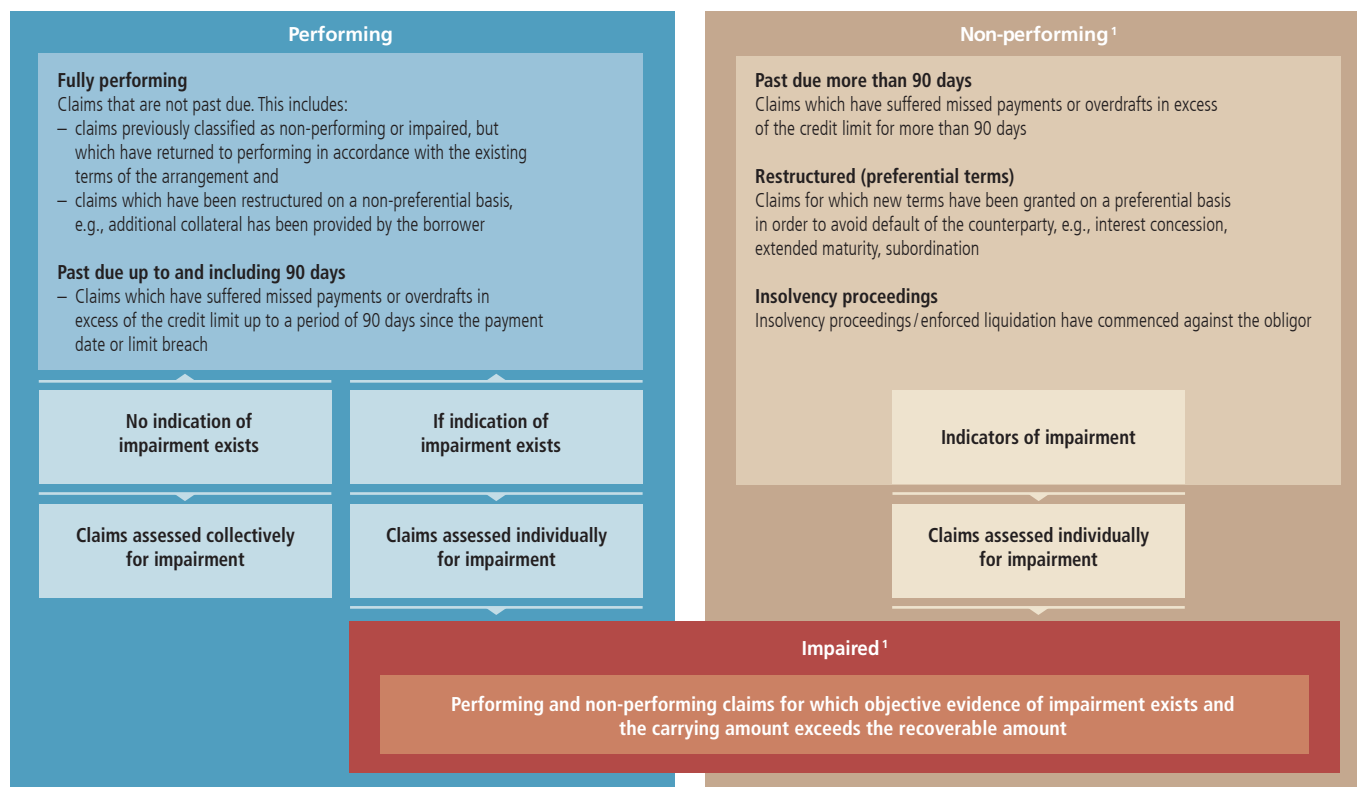 Performing
Fully performing
Claims that are not past due. This includes:
– claims previously classified as non-performing or impaired, but
which have returned to performing in accordance with the existing
terms of the arrangement and
– claims which have been restructured on a non-preferential basis,
e.g., additional collateral has been provided by the borrower
Past due up to and including 90 days
– Claims which have suffered missed payments or overdrafts in
excess of the credit limit up to a period of 90 days since the payment
date or limit breach
No indication of
impairment exists
If indication of
impairment exists
Claims assessed collectively
for impairment
Claims assessed individually
for impairment
Non-performing ¹
Past due more than 90 days
Claims which have suffered missed payments or overdrafts in excess
of the credit limit for more than 90 days
Restructured (preferential terms)
Claims for which new terms have been granted on a preferential basis
in order to avoid default of the counterparty, e.g., interest concession,
extended maturity, subordination
Insolvency proceedings
Insolvency proceedings / enforced liquidation have commenced against the obligor
Indicators of impairment
Claims assessed individually
for impairment
Impaired ¹
Performing and non-performing claims for which objective evidence of impairment exists and
the carrying amount exceeds the recoverable amount